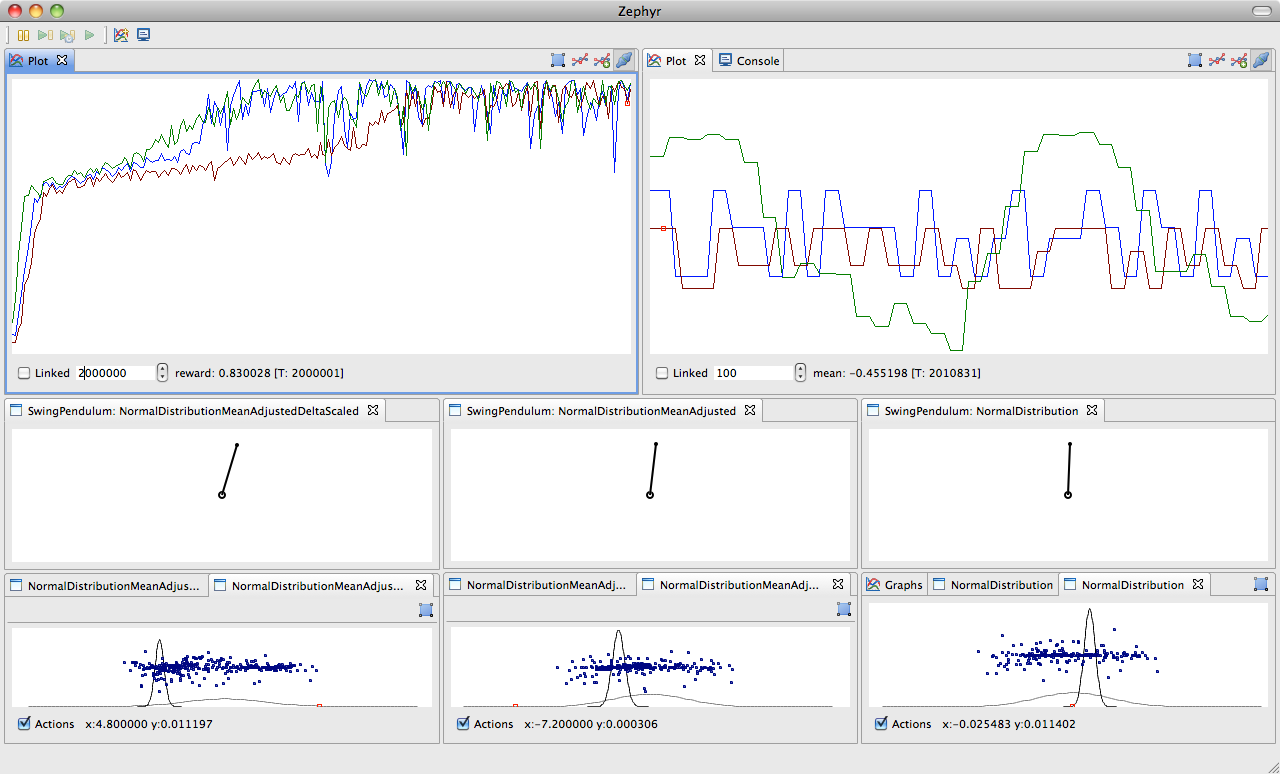 Zephyr
Plot
Plot Console
Linked 2000000 reward: 0.830028 [T: 2000001]
Linked 100 mean: -0.455198 [T: 2010831]
SwingPendulum: NormalDistributionMeanAdjustedDeltaScaled
SwingPendulum: NormalDistributionMeanAdjusted
SwingPendulum: NormalDistribution
NormalDistributionMeanAdjus... NormalDistributionMeanAdjus...
NormalDistributionMeanAdj... NormalDistributionMeanAdj...
Graphs NormalDistribution NormalDistribution
Actions x:4.800000 y:0.011197
Actions x:-7.200000 y:0.000306
Actions x:-0.025483 y:0.011402